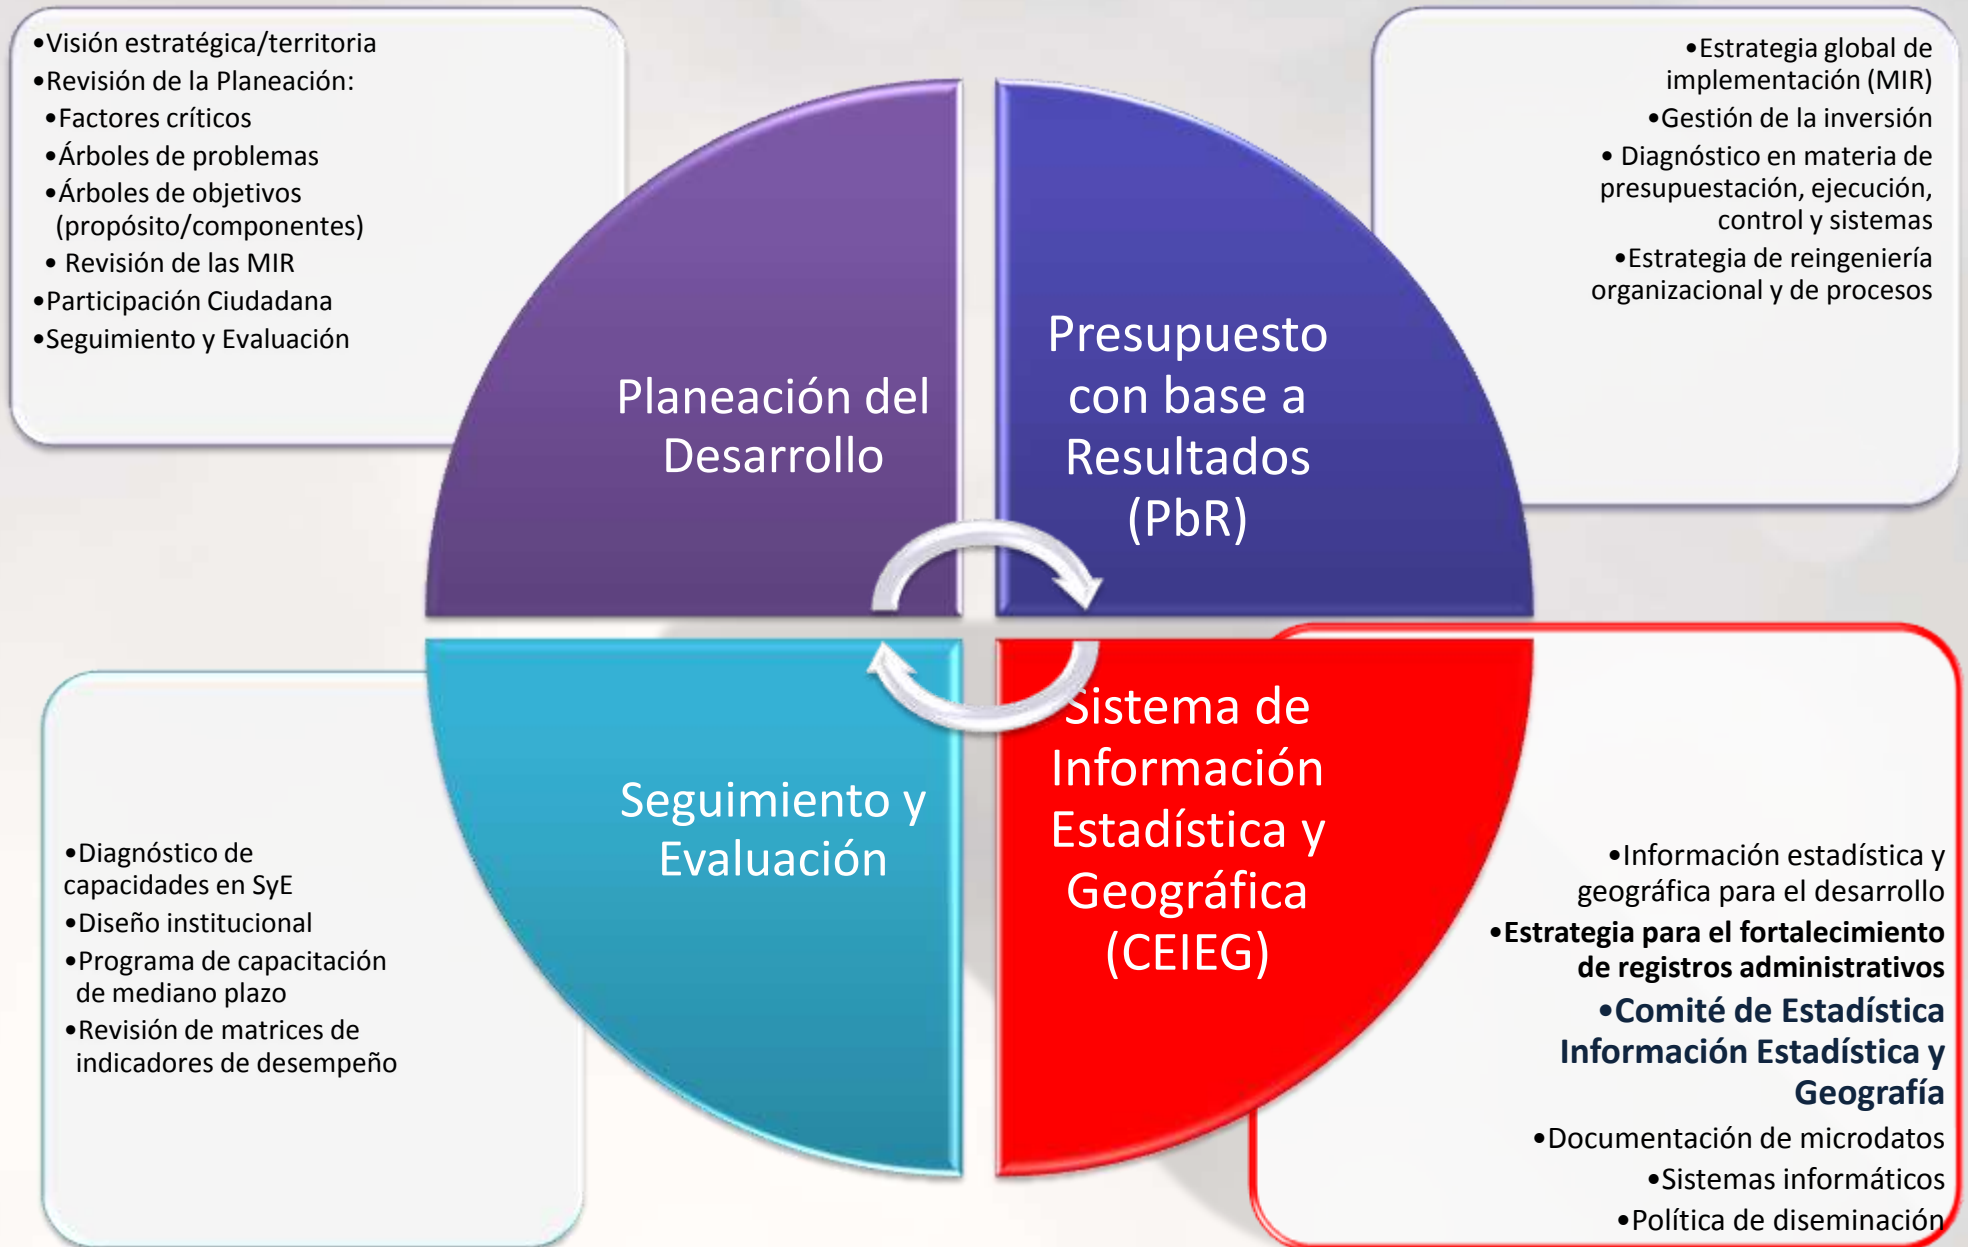 •Visión estratégica/territoria
•Revisión de la Planeación:
•Factores críticos
•Árboles de problemas
•Árboles de objetivos
(propósito/componentes)
• Revisión de las MIR
•Participación Ciudadana
•Seguimiento y Evaluación
•Estrategia global de
implementación (MIR)
•Gestión de la inversión
• Diagnóstico en materia de
presupuestación, ejecución,
control y sistemas
•Estrategia de reingeniería
organizacional y de procesos
Planeación del
Desarrollo
Presupuesto
con base a
Resultados
(PbR)
Seguimiento y
Evaluación
Sistema de
Información
Estadística y
Geográfica
(CEIEG)
•Diagnóstico de
capacidades en SyE
•Diseño institucional
•Programa de capacitación
de mediano plazo
•Revisión de matrices de
indicadores de desempeño
•Información estadística y
geográfica para el desarrollo
•Estrategia para el fortalecimiento
de registros administrativos
•Comité de Estadística
Información Estadística y
Geografía
•Documentación de microdatos
•Sistemas informáticos
•Política de diseminación